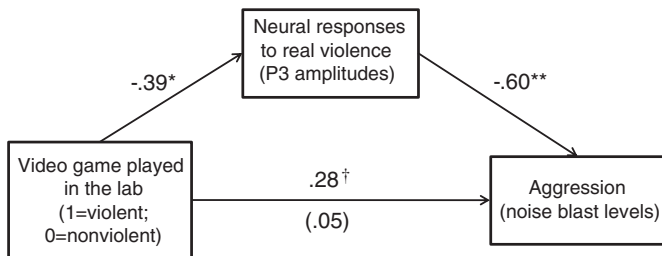 Neural responses
to real violence
(P3 amplitudes)
-.39*
-.60**
Video game played
in the lab
(1=violent;
0=nonviolent)
.28†
(.05)
Aggression
(noise blast levels)